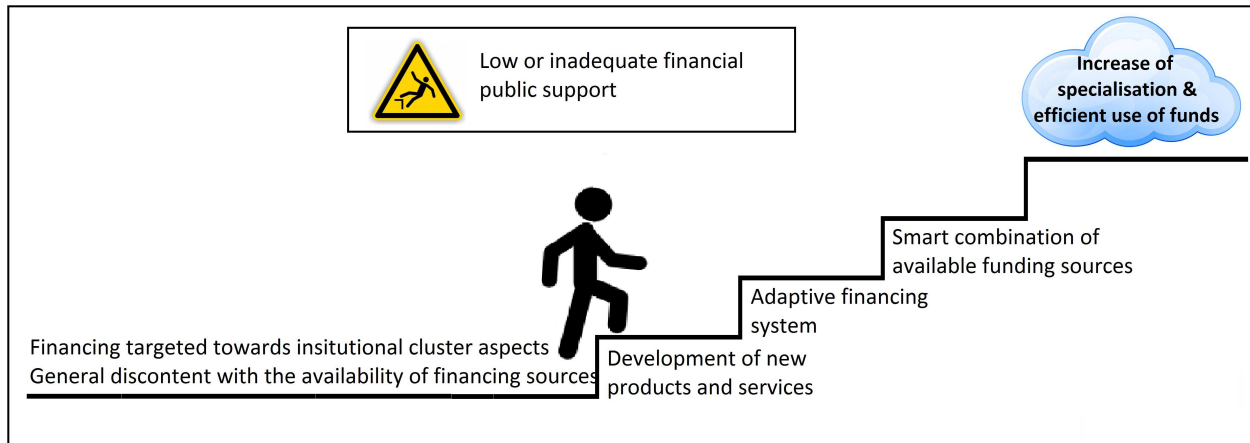 Low or inadequate financial
public support
Increase of
specialisation &
efficient use of funds
Smart combination of
available funding sources
Adaptive financing
system
Financing targeted towards insitutional cluster aspects
General discontent with the availability of financing sources
Development of new
products and services